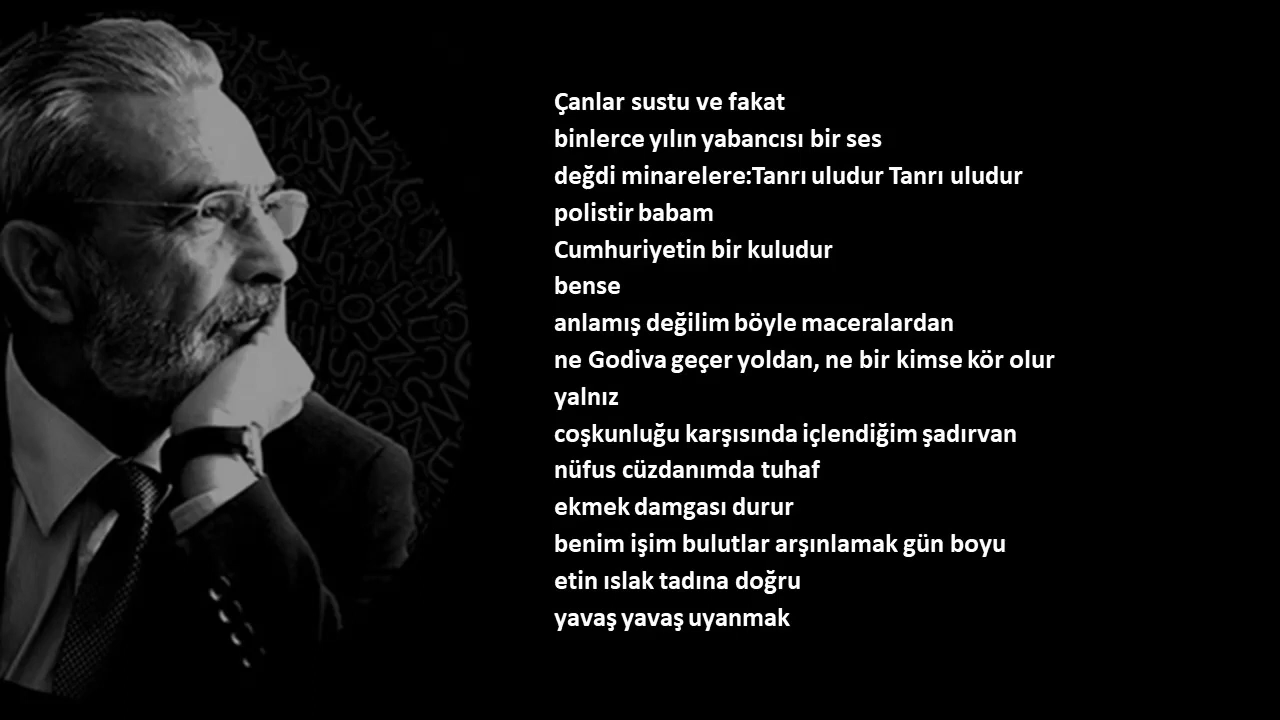 Çanlar sustu ve fakat
binlerce yılın yabancısı bir ses
değdi minarelere:Tanrı uludur Tanrı uludur
polistir babam
Cumhuriyetin bir kuludur
bense
anlamış değilim böyle maceralardan
ne Godiva geçer yoldan, ne bir kimse kör olur
yalnız
coşkunluğu karşısında içlendiğim şadırvan
nüfus cüzdanımda tuhaf
ekmek damgası durur
benim işim bulutlar arşınlamak gün boyu
etin ıslak tadına doğru
yavaş yavaş uyanmak